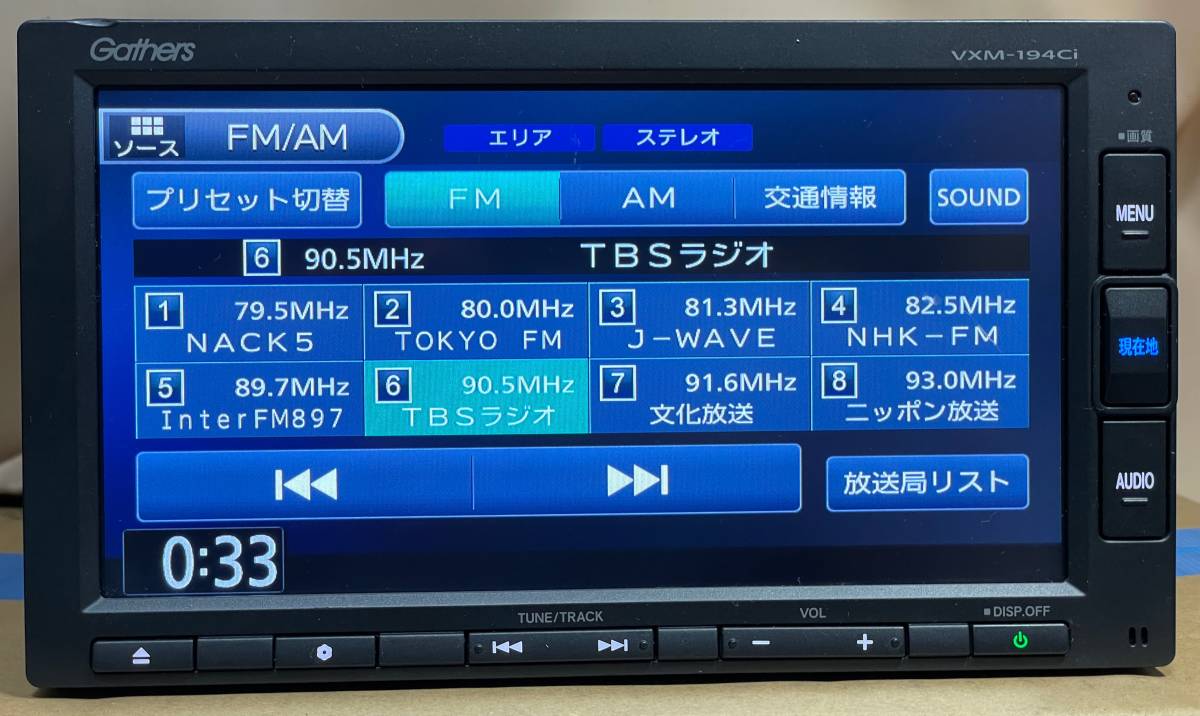 Gathers
VXM-194Ci
■画質
ソース
FM/AM
エリア
ステレオ
プリセット切替
FM
AM
交通情報
SOUND
MENU
6 90.5MHz TBSラジオ
1 79.5MHz
NACK5
2 80.0MHz
TOKYO FM
3 81.3MHz
J-WAVE
4 82.5MHz
NHK-FM
現在地
5 89.7MHz
InterFM897
6 90.5MHz
TBSラジオ
7 91.6MHz
文化放送
8 93.0MHz
ニッポン放送
放送局リスト
AUDIO
0:33
TUNE/TRACK
VOL
■DISP.OFF